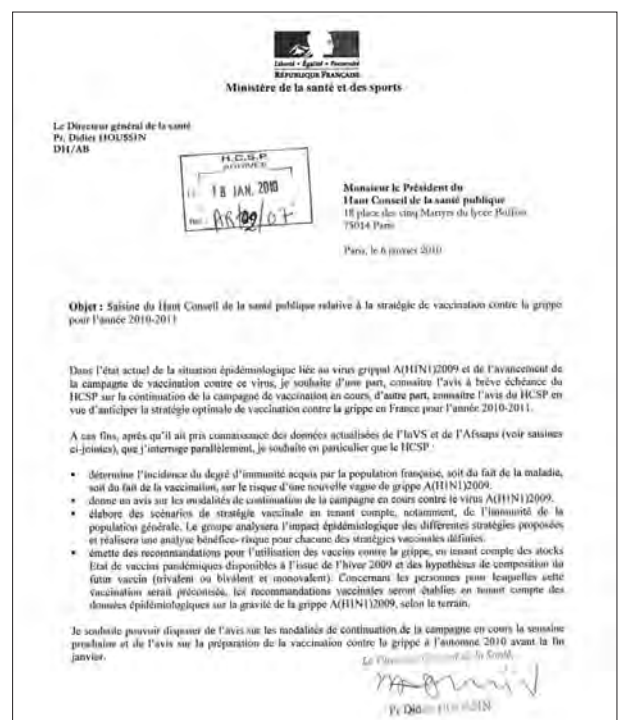 Liberté • Égalité • Fraternité
RÉPUBLIQUE FRANÇAISE
Ministère de la santé et des sports
Le Directeur général de la santé
Pr. Didier HOUSSIN
DH/AB
H.C.S.P
ARRIVÉE
18 JAN. 2010
Monsieur le Président du
Haut Conseil de la santé publique
18 place des cinq Martyrs du lycée Buffon
75014 Paris
Paris, le 6 janvier 2010
Objet : Saisine du Haut Conseil de la santé publique relative à la stratégie de vaccination contre la grippe
pour l'année 2010-2011
Dans l'état actuel de la situation épidémiologique liée au virus grippal A(H1N1)2009 et de l'avancement de
la campagne de vaccination contre ce virus, je souhaite d'une part, connaître l'avis à brève échéance du
HCSP sur la continuation de la campagne de vaccination en cours, d'autre part, connaître l'avis du HCSP en
vue d'anticiper la stratégie optimale de vaccination contre la grippe en France pour l'année 2010-2011.
A ces fins, après qu'il ait pris connaissance des données actualisées de l'InVS et de l'Afssaps (voir saisines
ci-jointes), que j'interroge parallèlement, je souhaite en particulier que le HCSP :
• détermine l'incidence du degré d'immunité acquis par la population française, soit du fait de la maladie,
soit du fait de la vaccination, sur le risque d'une nouvelle vague de grippe A(H1N1)2009.
• donne un avis sur les modalités de continuation de la campagne en cours contre le virus A(H1N1)2009.
• élabore des scénarios de stratégie vaccinale en tenant compte, notamment, de l'immunité de la
population générale. Le groupe analysera l'impact épidémiologique des différentes stratégies proposées
et réalisera une analyse bénéfice- risque pour chacune des stratégies vaccinales définies.
• émette des recommandations pour l'utilisation des vaccins contre la grippe, en tenant compte des stocks
Etat de vaccins pandémiques disponibles à l'issue de l'hiver 2009 et des hypothèses de composition du
futur vaccin (trivalent ou bivalent et monovalent). Concernant les personnes pour lesquelles cette
vaccination serait préconisée, les recommandations vaccinales seront établies en tenant compte des
données épidémiologiques sur la gravité de la grippe A(H1N1)2009, selon le terrain.
Je souhaite pouvoir disposer de l'avis sur les modalités de continuation de la campagne en cours la semaine
prochaine et de l'avis sur la préparation de la vaccination contre la grippe à l'automne 2010 avant la fin
janvier.
Le Directeur Général de la Santé,
Pr Didier HOUSSIN